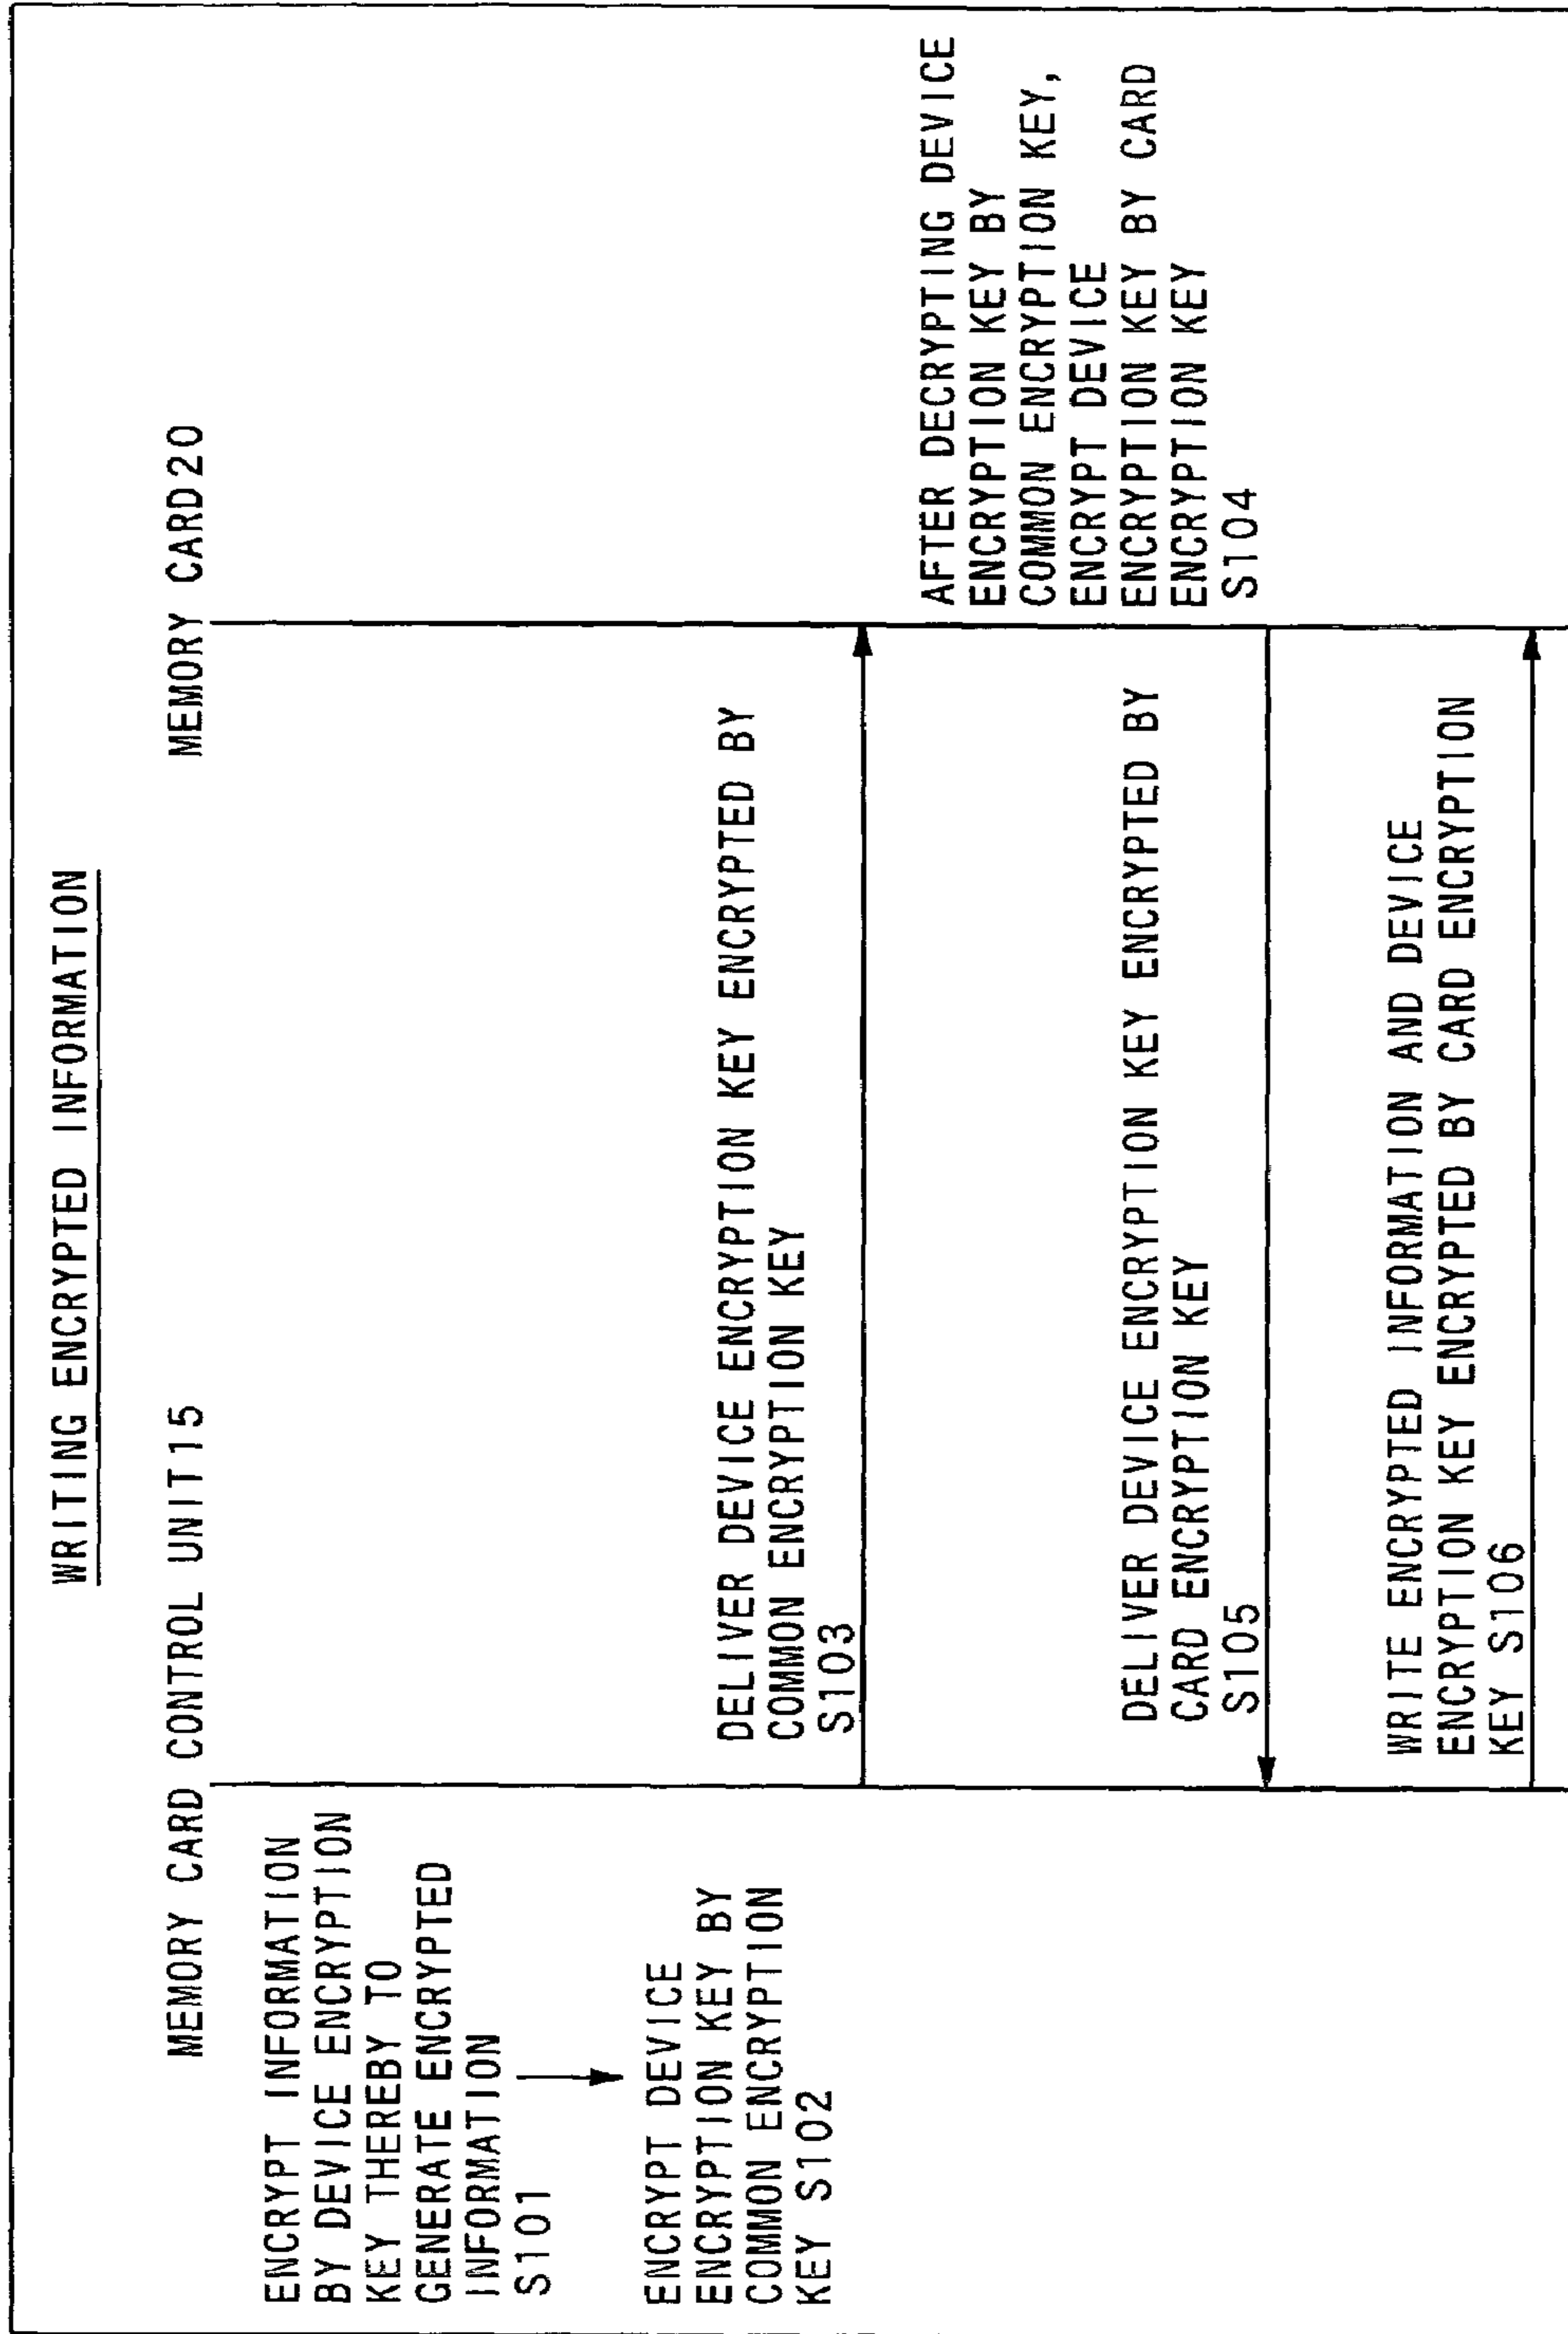 WRITING ENCRYPTED INFORMATION
MEMORY CARD CONTROL UNIT15
MEMORY CARD20
ENCRYPT INFORMATION
BY DEVICE ENCRYPTION
KEY THEREBY TO
GENERATE ENCRYPTED
INFORMATION
S101
ENCRYPT DEVICE
ENCRYPTION KEY BY
COMMON ENCRYPTION
KEY S102
DELIVER DEVICE ENCRYPTION KEY ENCRYPTED BY
COMMON ENCRYPTION KEY
S103
AFTER DECRYPTING DEVICE
ENCRYPTION KEY BY
COMMON ENCRYPTION KEY,
ENCRYPT DEVICE
ENCRYPTION KEY BY CARD
ENCRYPTION KEY
S104
DELIVER DEVICE ENCRYPTION KEY ENCRYPTED BY
CARD ENCRYPTION KEY
S105
WRITE ENCRYPTED INFORMATION AND DEVICE
ENCRYPTION KEY ENCRYPTED BY CARD ENCRYPTION
KEY S106